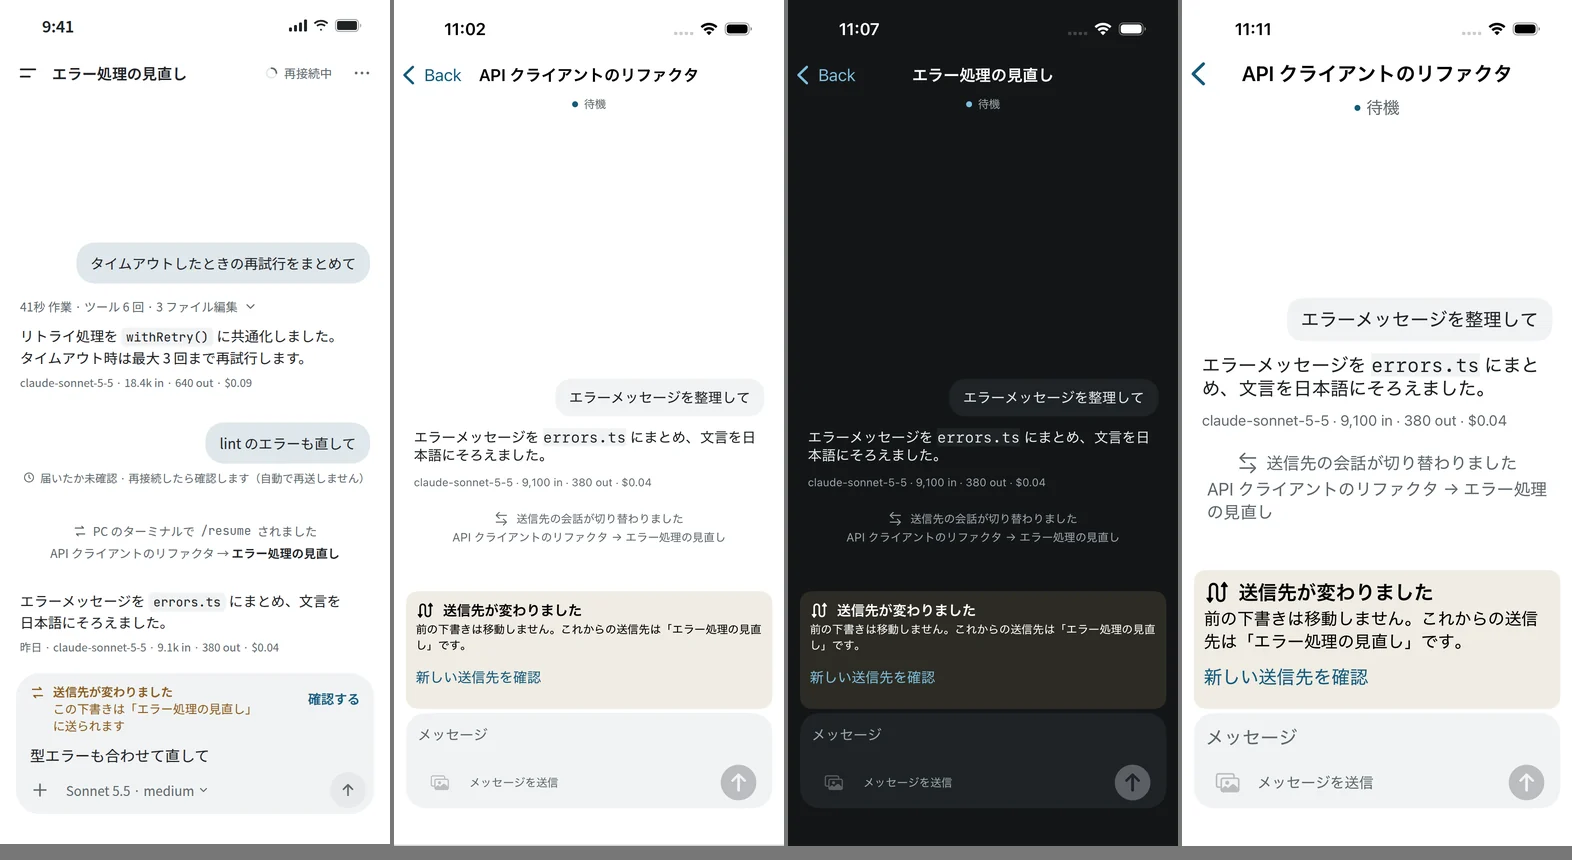 9:41
エラー処理の見直し
再接続中
タイムアウトしたときの再試行をまとめて
41秒 作業 · ツール 6 回 · 3 ファイル編集
リトライ処理を withRetry() に共通化しました。
タイムアウト時は最大 3 回まで再試行します。
claude-sonnet-5-5 · 18.4k in · 640 out · $0.09
lint のエラーも直して
届いたか未確認 · 再接続したら確認します（自動で再送しません）
PC のターミナルで /resume されました
API クライアントのリファクタ → エラー処理の見直し
エラーメッセージを errors.ts にまとめ、文言を
日本語にそろえました。
昨日 · claude-sonnet-5-5 · 9.1k in · 380 out · $0.04
送信先が変わりました
この下書きは「エラー処理の見直し」
に送られます
確認する
型エラーも合わせて直して
Sonnet 5.5 · medium
11:02
Back
API クライアントのリファクタ
待機
エラーメッセージを整理して
エラーメッセージを errors.ts にまとめ、文言を日
本語にそろえました。
claude-sonnet-5-5 · 9,100 in · 380 out · $0.04
送信先の会話が切り替わりました
API クライアントのリファクタ → エラー処理の見直し
送信先が変わりました
前の下書きは移動しません。これからの送信先は「エラー処理の見直
し」です。
新しい送信先を確認
メッセージ
メッセージを送信
11:07
Back
エラー処理の見直し
待機
エラーメッセージを整理して
エラーメッセージを errors.ts にまとめ、文言を日
本語にそろえました。
claude-sonnet-5-5 · 9,100 in · 380 out · $0.04
送信先の会話が切り替わりました
API クライアントのリファクタ → エラー処理の見直し
送信先が変わりました
前の下書きは移動しません。これからの送信先は「エラー処理の見直
し」です。
新しい送信先を確認
メッセージ
メッセージを送信
11:11
API クライアントのリファクタ
待機
エラーメッセージを整理して
エラーメッセージを errors.ts にまと
め、文言を日本語にそろえました。
claude-sonnet-5-5 · 9,100 in · 380 out · $0.04
送信先の会話が切り替わりました
API クライアントのリファクタ → エラー処理
の見直し
送信先が変わりました
前の下書きは移動しません。これからの送信
先は「エラー処理の見直し」です。
新しい送信先を確認
メッセージ
メッセージを送信